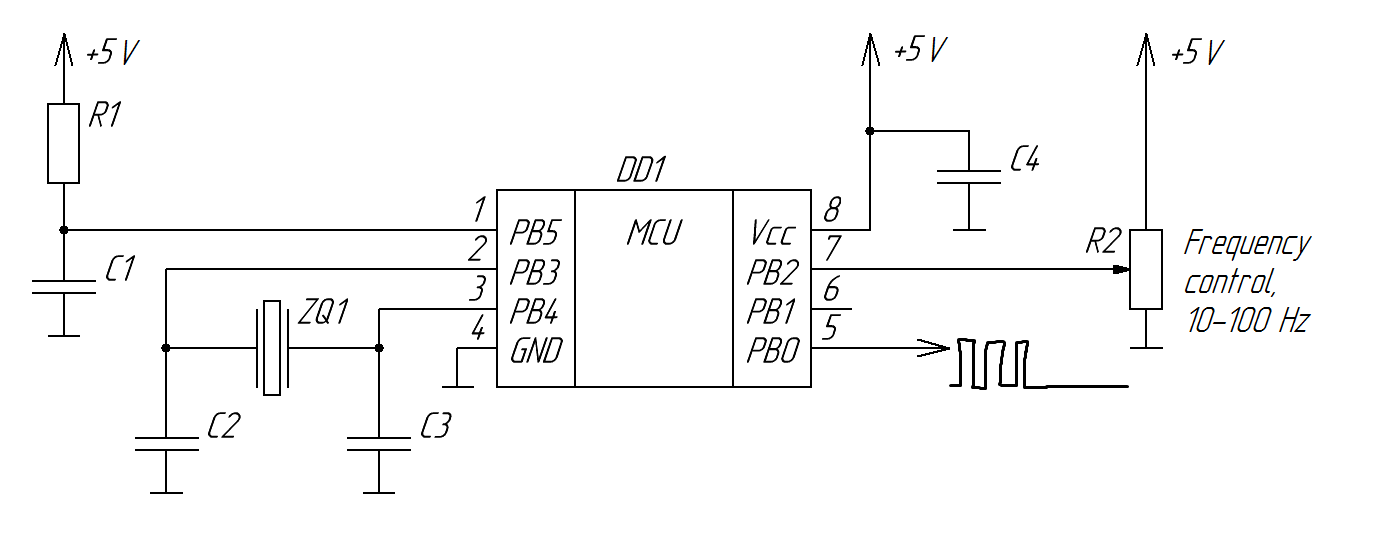 +5 V
+5 V
+5 V
R1
DD1
C4
1
PB5
MCU
Vcc
8
2
PB3
PB2
7
R2
Frequency
control,
10-100 Hz
C1
3
PB4
PB1
6
ZQ1
4
GND
PB0
5
C2
C3